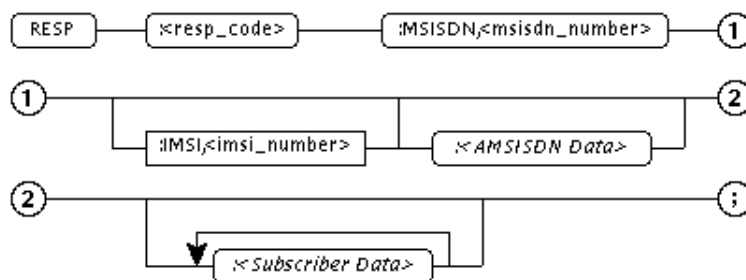 RESP :<resp_code> :MSISDN,<msisdn_number> 1
1 2
:IMSI,<imsi_number> :<AMSISDN Data>
2 ;
:<Subscriber Data>